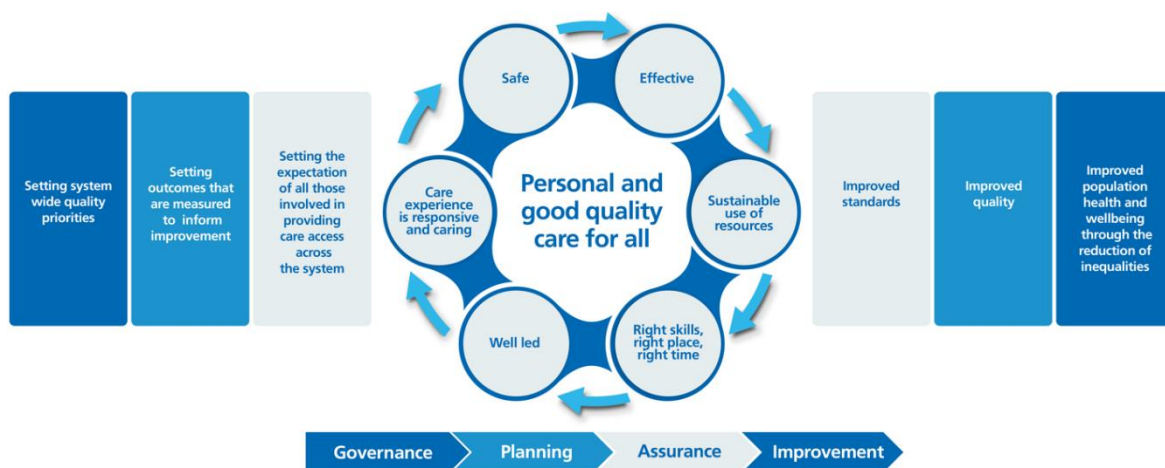 Setting system
wide quality
priorities
Setting
outcomes that
are measured
to inform
improvement
Setting the
expectation
of all those
involved in
providing
care access
across
the system
Safe
Effective
Care
experience
is responsive
and caring
Personal and
good quality
care for all
Sustainable
use of
resources
Well led
Right skills,
right place,
right time
Improved
standards
Improved
quality
Improved
population
health and
wellbeing
through the
reduction of
inequalities
Governance
Planning
Assurance
Improvement